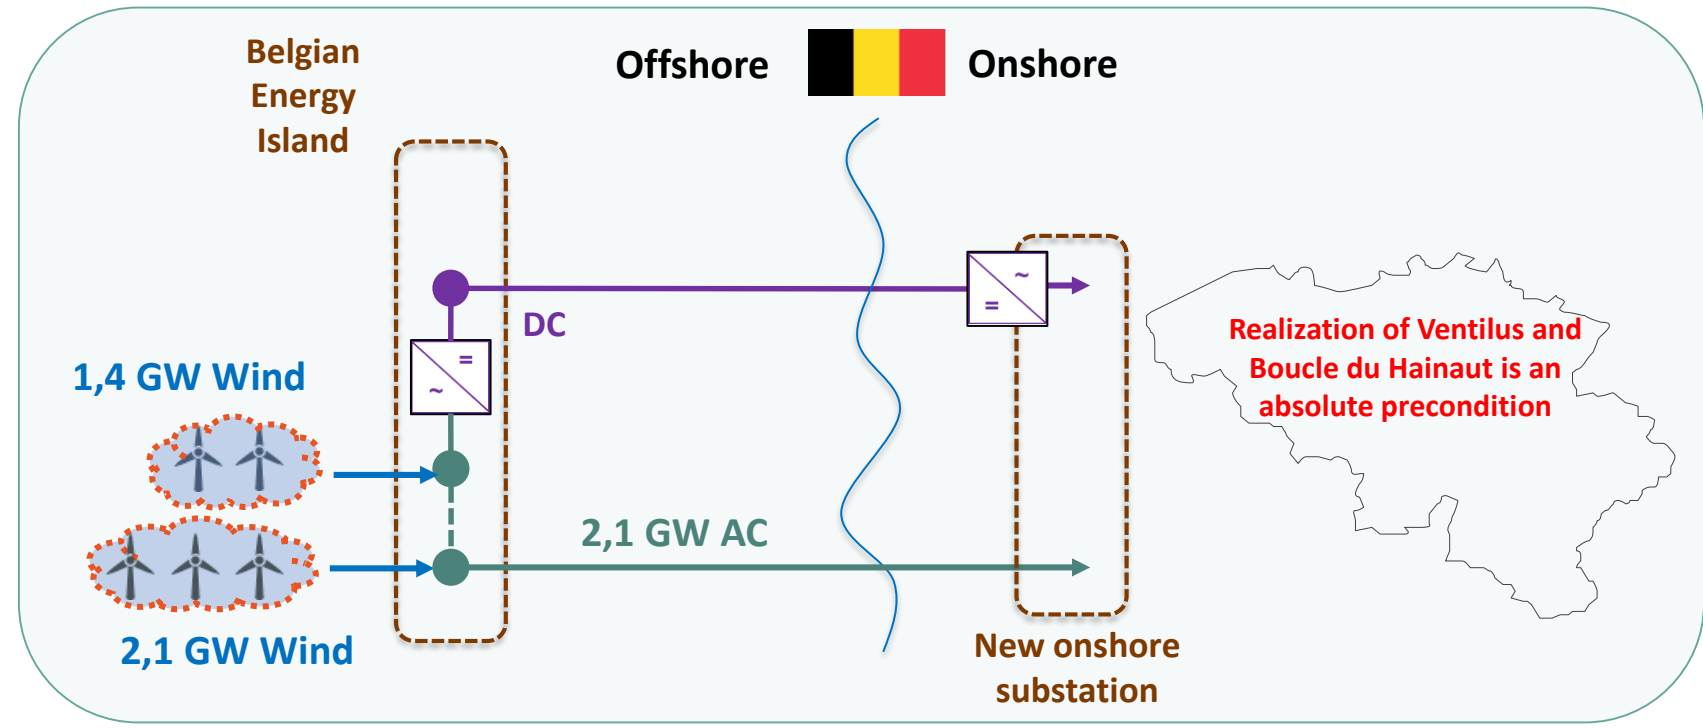 Belgian
Energy
Island
Offshore
Onshore
DC
=
~
~
=
1,4 GW Wind
2,1 GW AC
2,1 GW Wind
New onshore
substation
Realization of Ventilus and
Boucle du Hainaut is an
absolute precondition